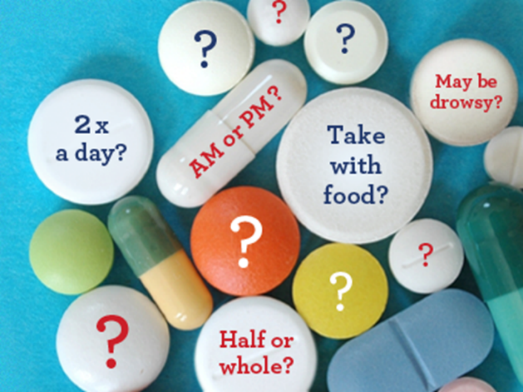 ?
?
?
May be
drowsy?
2 x
a day?
AM or PM?
Take
with
food?
?
?
?
?
Half or
whole?